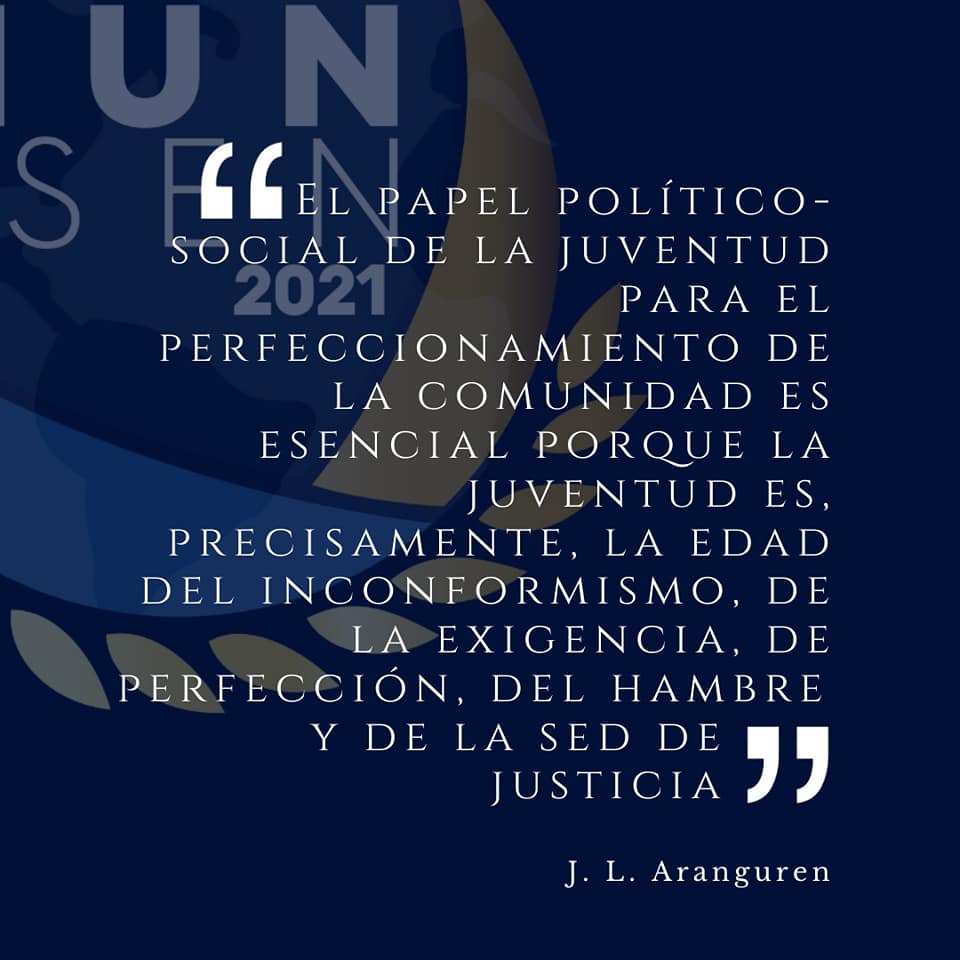 IUN
SEN
2021
“El papel político-
social de la juventud
para el
perfeccionamiento de
la comunidad es
esencial porque la
juventud es,
precisamente, la edad
del inconformismo, de
la exigencia, de
perfección, del hambre
y de la sed de
justicia”
J. L. Aranguren